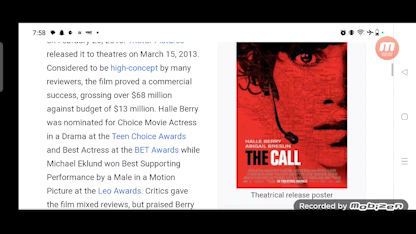 7:58
released it to theatres on March 15, 2013.
Considered to be high-concept by many
reviewers, the film proved a commercial
success, grossing over $68 million
against budget of $13 million. Halle Berry
was nominated for Choice Movie Actress
in a Drama at the Teen Choice Awards
and Best Actress at the BET Awards while
Michael Eklund won Best Supporting
Performance by a Male in a Motion
Picture at the Leo Awards. Critics gave
the film mixed reviews, but praised Berry
HALLE BERRY
ABIGAIL BRESLIN
THE CALL
Theatrical release poster
Recorded by Mobizen